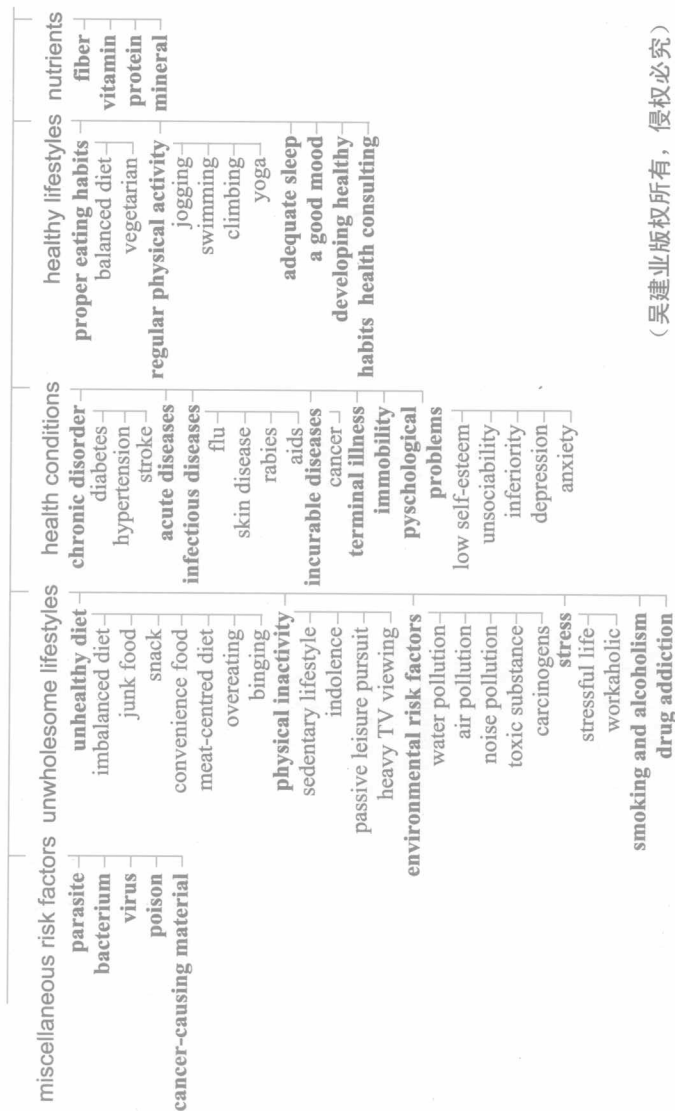 miscellaneous risk factors
parasite
bacterium
virus
poison
cancer-causing material
unwholesome lifestyles
unhealthy diet
imbalanced diet
junk food
snack
convenience food
meat-centred diet
overeating
binging
physical inactivity
sedentary lifestyle
indolence
passive leisure pursuit
heavy TV viewing
environmental risk factors
water pollution
air pollution
noise pollution
toxic substance
carcinogens
stress
stressful life
workaholic
smoking and alcoholism
drug addiction
health conditions
chronic disorder
diabetes
hypertension
stroke
acute diseases
infectious diseases
flu
skin disease
rabies
aids
incurable diseases
cancer
terminal illness
immobility
pyschological
problems
low self-esteem
unsociability
inferiority
depression
anxiety
healthy lifestyles
proper eating habits
balanced diet
vegetarian
regular physical activity
jogging
swimming
climbing
yoga
adequate sleep
a good mood
developing healthy
habits health consulting
nutrients
fiber
vitamin
protein
mineral
（吴建业版权所有，侵权必究）